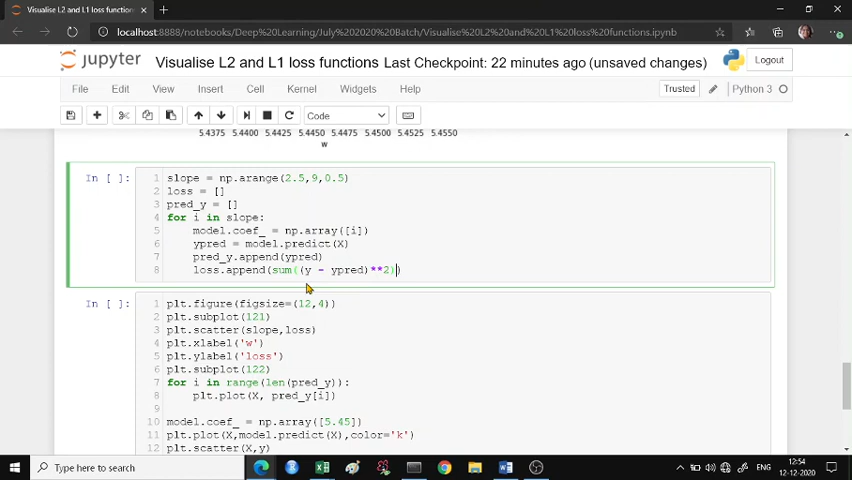 Visualise L2 and L1 loss function
localhost:8888/notebooks/Deep%20Learning/July%202020%20Batch/Visualise%20L2%20and%20L1%20loss%20functions.ipynb
jupyter Visualise L2 and L1 loss functions Last Checkpoint: 22 minutes ago (unsaved changes) Logout
File Edit View Insert Cell Kernel Widgets Help Trusted Python 3
Code
5.4375 5.4400 5.4425 5.4450 5.4475 5.4500 5.4525 5.4550
w
In [ ]: 1 slope = np.arange(2.5,9,0.5)
2 loss = []
3 pred_y = []
4 for i in slope:
5 model.coef_ = np.array([i])
6 ypred = model.predict(X)
7 pred_y.append(ypred)
8 loss.append(sum((y - ypred)**2))
In [ ]: 1 plt.figure(figsize=(12,4))
2 plt.subplot(121)
3 plt.scatter(slope,loss)
4 plt.xlabel('w')
5 plt.ylabel('loss')
6 plt.subplot(122)
7 for i in range(len(pred_y)):
8 plt.plot(X, pred_y[i])
9
10 model.coef_ = np.array([5.45])
11 plt.plot(X,model.predict(X),color='k')
12 plt.scatter(X,y)
Type here to search
ENG
12:54
12-12-2020